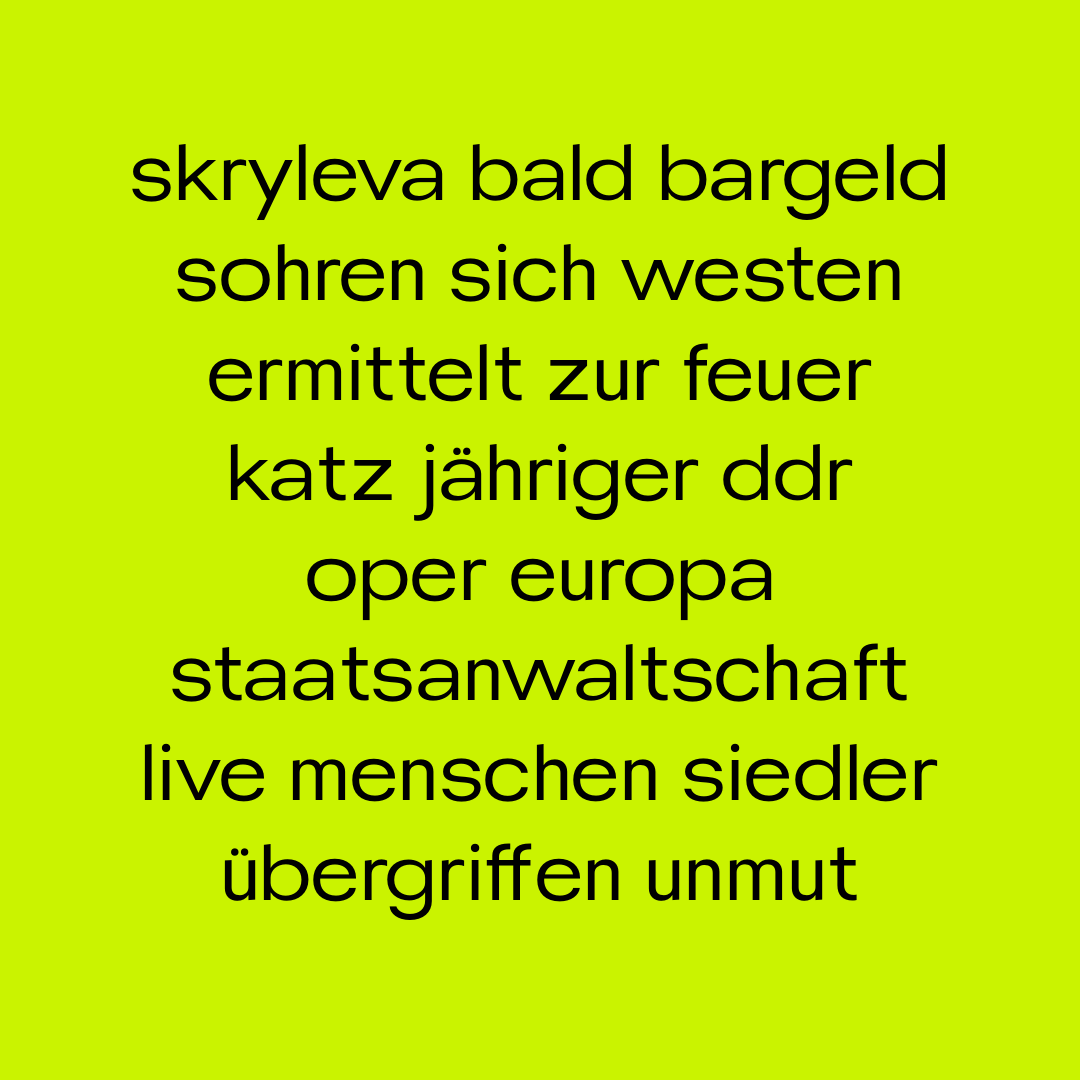 skryleva bald bargeld
sohren sich westen
ermittelt zur feuer
katz jähriger ddr
oper europa
staatsanwaltschaft
live menschen siedler
übergriffen unmut